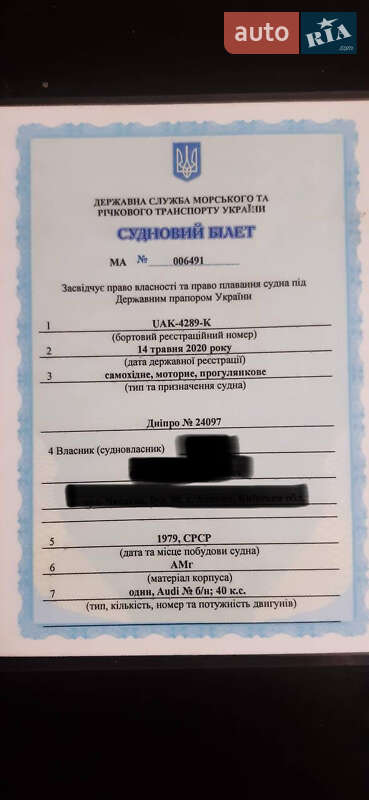 auto RIA.com
ДЕРЖАВНА СЛУЖБА МОРСЬКОГО ТА
РІЧКОВОГО ТРАНСПОРТУ УКРАЇНИ
СУДНОВИЙ БІЛЕТ
МА № 006491
Засвідчує право власності та право плавання судна під
Державним прапором України
1 UAK-4289-K
(бортовий реєстраційний номер)
2 14 травня 2020 року
(дата державної реєстрації)
3 самохідне, моторне, прогулянкове
(тип та призначення судна)
Дніпро № 24097
4 Власник (судновласник)
5 1979, СРСР
(дата та місце побудови судна)
6 АМг
(матеріал корпуса)
7 один, Audi № б/н; 40 к.с.
(тип, кількість, номер та потужність двигунів)